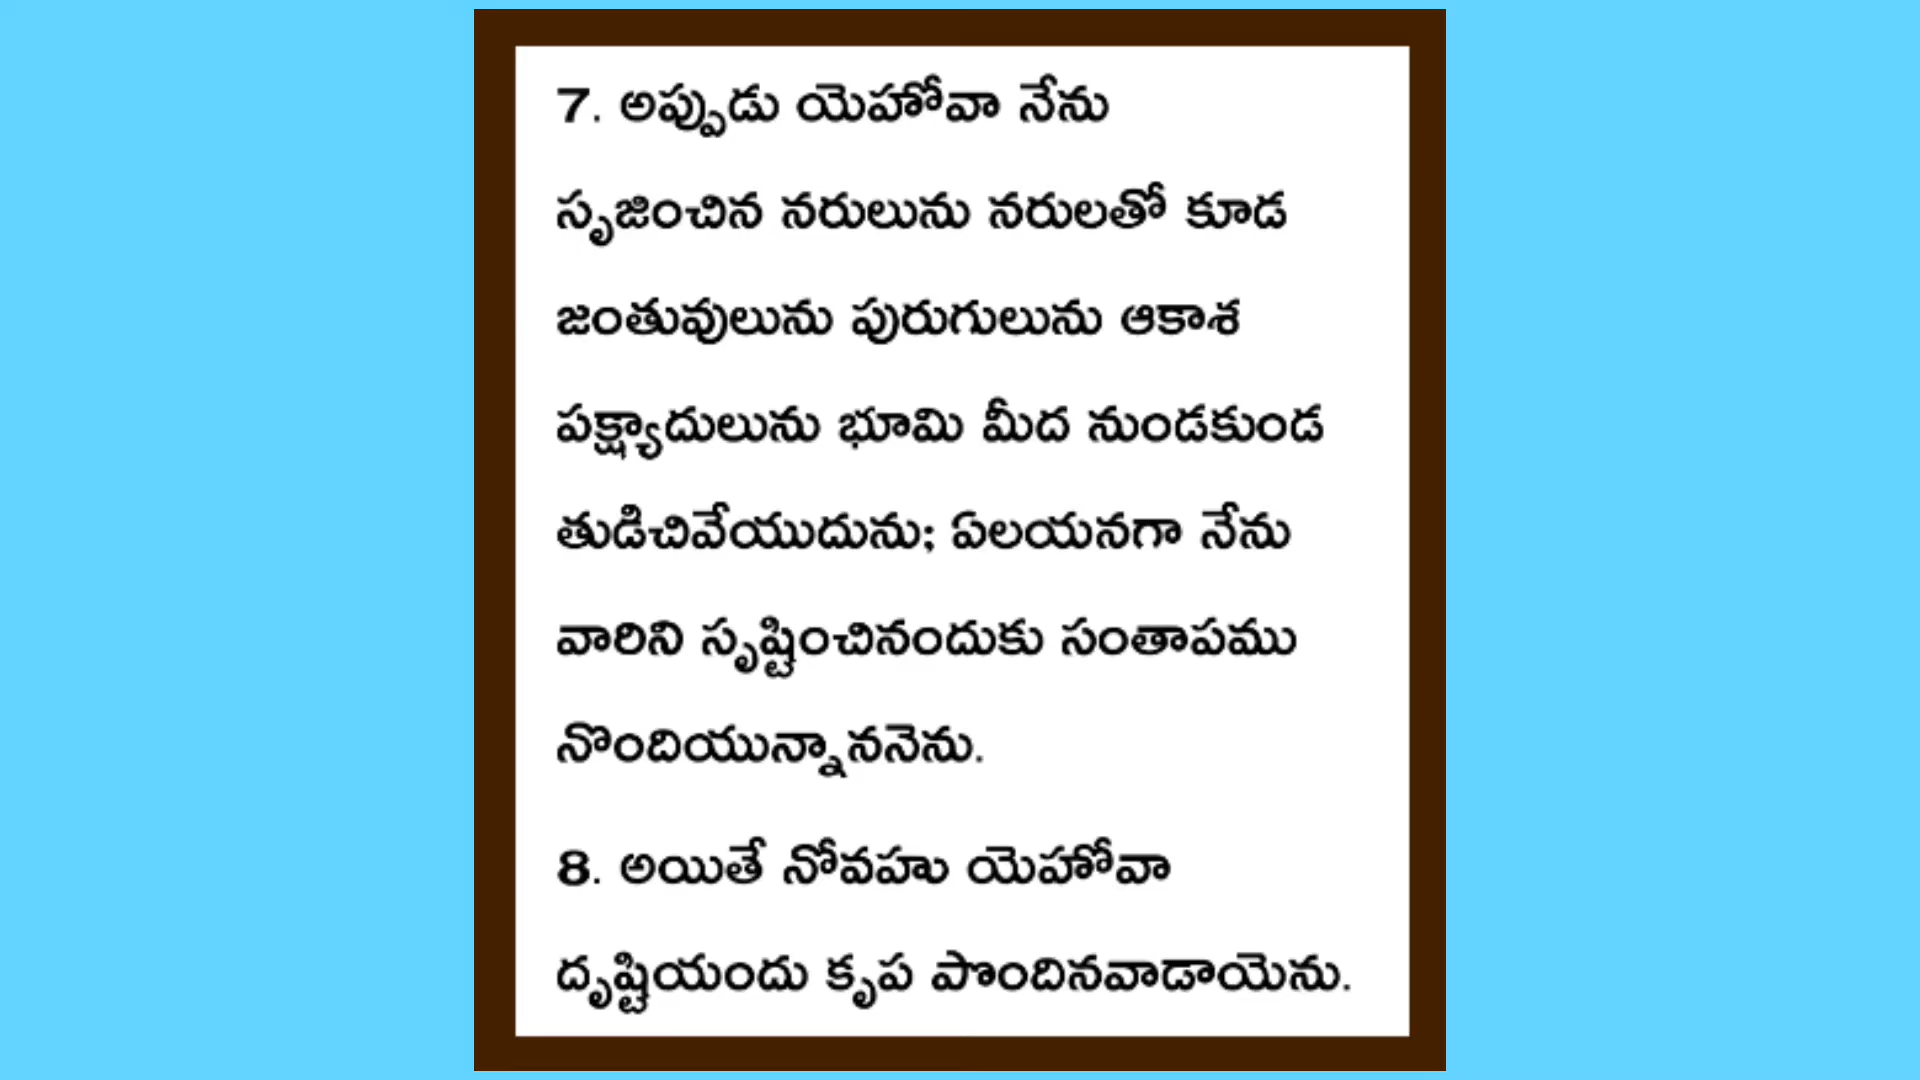 7. అప్పుడు యెహోవా నేను
సృజించిన నరులును నరులతో కూడ
జంతువులును పురుగులును ఆకాశ
పక్ష్యాదులును భూమి మీద నుండకుండ
తుడిచివేయుదును; ఏలయనగా నేను
వారిని సృష్టించినందుకు సంతాపము
నొందియున్నాననెను.
8. అయితే నోవహు యెహోవా
దృష్టియందు కృప పొందినవాడాయెను.